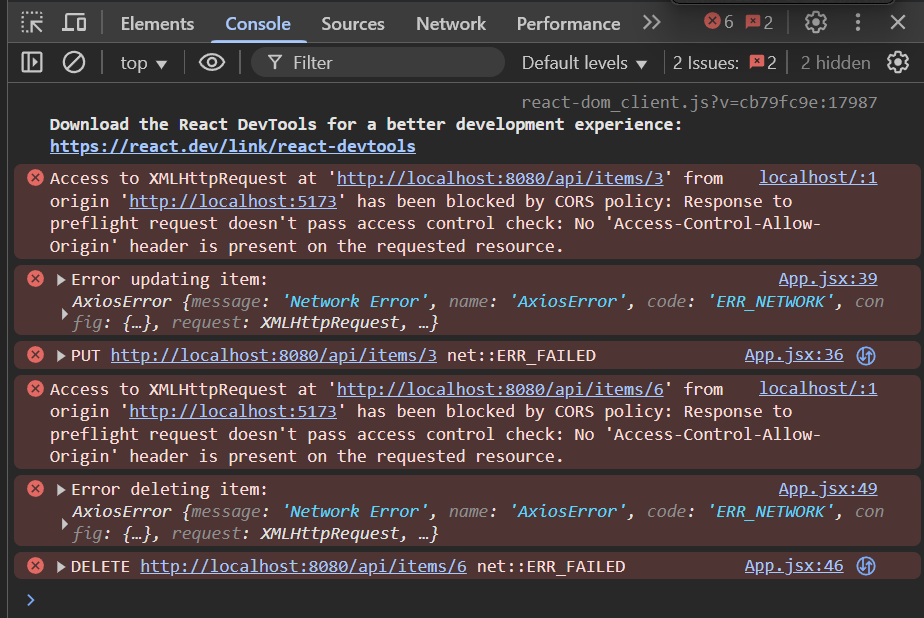 Elements Console Sources Network Performance 6 2
top Filter Default levels 2 Issues: 2 2 hidden
react-dom_client.js?v=cb79fc9e:17987
Download the React DevTools for a better development experience:
https://react.dev/link/react-devtools
Access to XMLHttpRequest at 'http://localhost:8080/api/items/3' from localhost/:1
origin 'http://localhost:5173' has been blocked by CORS policy: Response to
preflight request doesn't pass access control check: No 'Access-Control-Allow-
Origin' header is present on the requested resource.
Error updating item: App.jsx:39
AxiosError {message: 'Network Error', name: 'AxiosError', code: 'ERR_NETWORK', con
fig: {…}, request: XMLHttpRequest, …}
PUT http://localhost:8080/api/items/3 net::ERR_FAILED App.jsx:36
Access to XMLHttpRequest at 'http://localhost:8080/api/items/6' from localhost/:1
origin 'http://localhost:5173' has been blocked by CORS policy: Response to
preflight request doesn't pass access control check: No 'Access-Control-Allow-
Origin' header is present on the requested resource.
Error deleting item: App.jsx:49
AxiosError {message: 'Network Error', name: 'AxiosError', code: 'ERR_NETWORK', con
fig: {…}, request: XMLHttpRequest, …}
DELETE http://localhost:8080/api/items/6 net::ERR_FAILED App.jsx:46